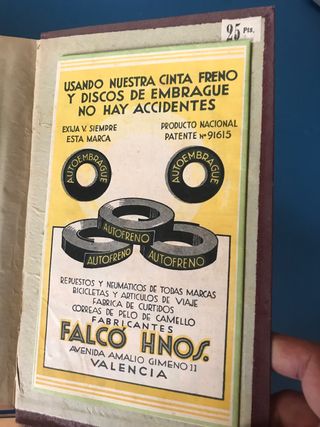 25 Pts.
USANDO NUESTRA CINTA FRENO
Y DISCOS DE EMBRAGUE
NO HAY ACCIDENTES
EXIJA V. SIEMPRE
ESTA MARCA
PRODUCTO NACIONAL
PATENTE Nº 91615
AUTOEMBRAGUE
AUTOEMBRAGUE
AUTOFRENO
AUTOFRENO
AUTOFRENO
REPUESTOS Y NEUMATICOS DE TODAS MARCAS
BICICLETAS Y ARTICULOS DE VIAJE
FABRICA DE CURTIDOS
CORREAS DE PELO DE CAMELLO
FABRICANTES
FALCÓ HNOS.
AVENIDA AMALIO GIMENO 11
VALENCIA